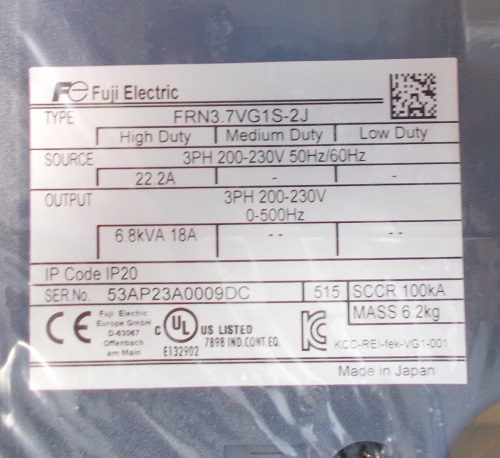 Fuji Electric
TYPE FRN3.7VG1S-2J
High Duty Medium Duty Low Duty
SOURCE 3PH 200-230V 50Hz/60Hz
22.2A - -
OUTPUT 3PH 200-230V
0-500Hz
6.8kVA 18A -- --
IP Code IP20
SER.No. 53AP23A0009DC 515 SCCR 100kA
MASS 6.2kg
CE Fuji Electric
Europe GmbH
D-63067
Offenbach
am Main
C UL US LISTED
7898 IND.CONT.EQ.
E132902
KCC-REI-fek-VG1-001
Made in Japan